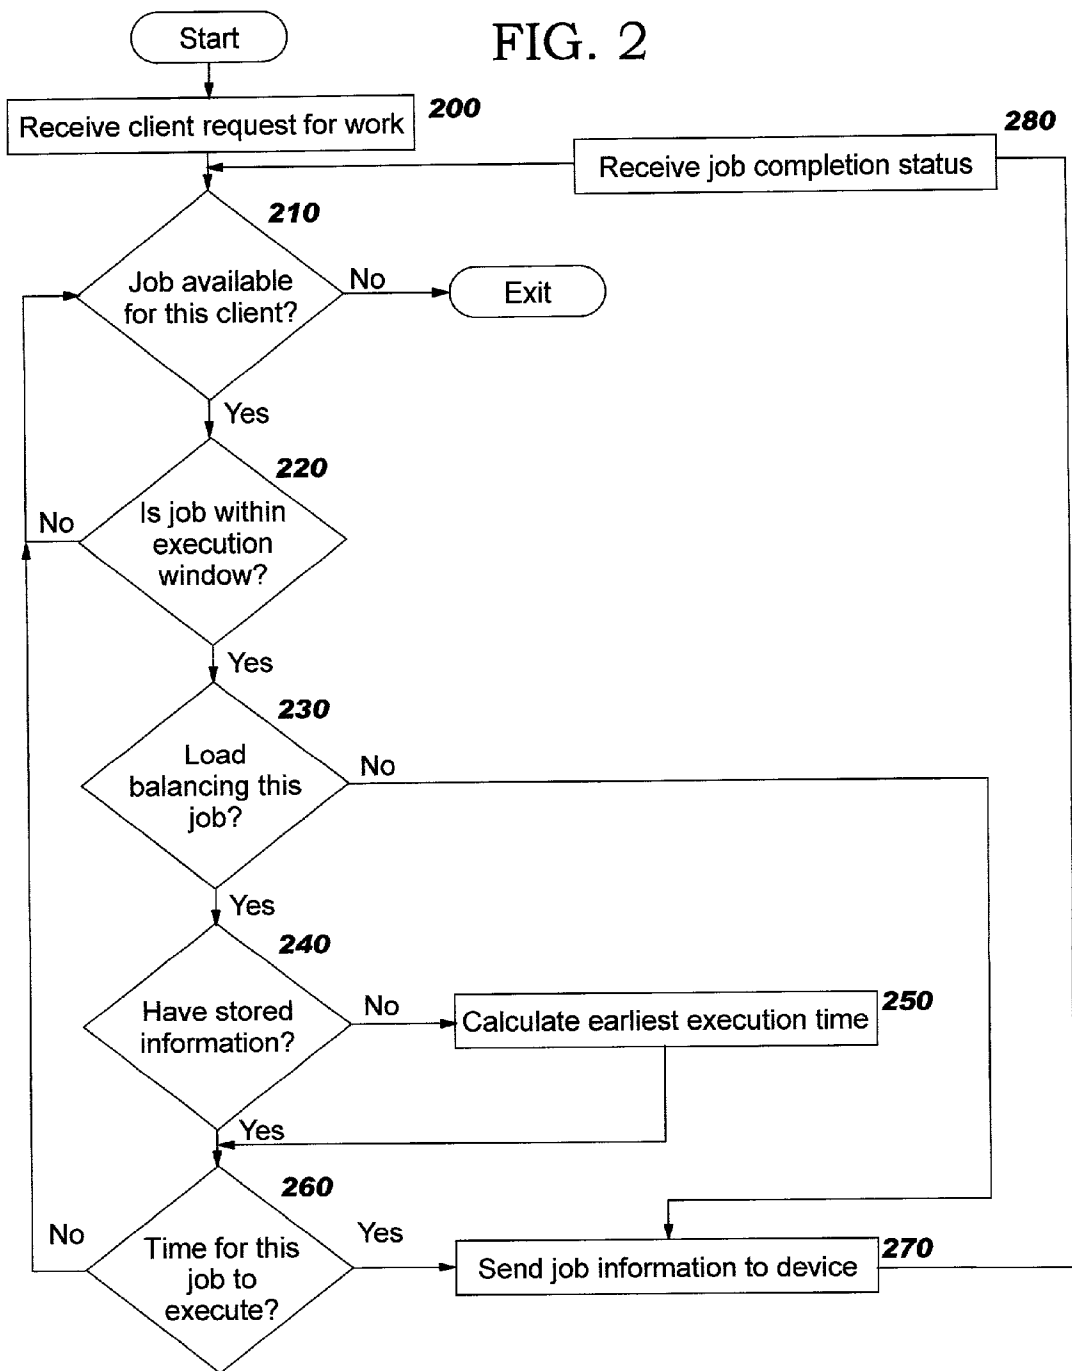 FIG. 2
Start
200
Receive client request for work
280
Receive job completion status
210
Job available
for this client?
No
Exit
Yes
220
Is job within
execution
window?
No
Yes
230
Load
balancing this
job?
No
Yes
240
Have stored
information?
No
250
Calculate earliest execution time
Yes
260
Time for this
job to
execute?
No
Yes
270
Send job information to device